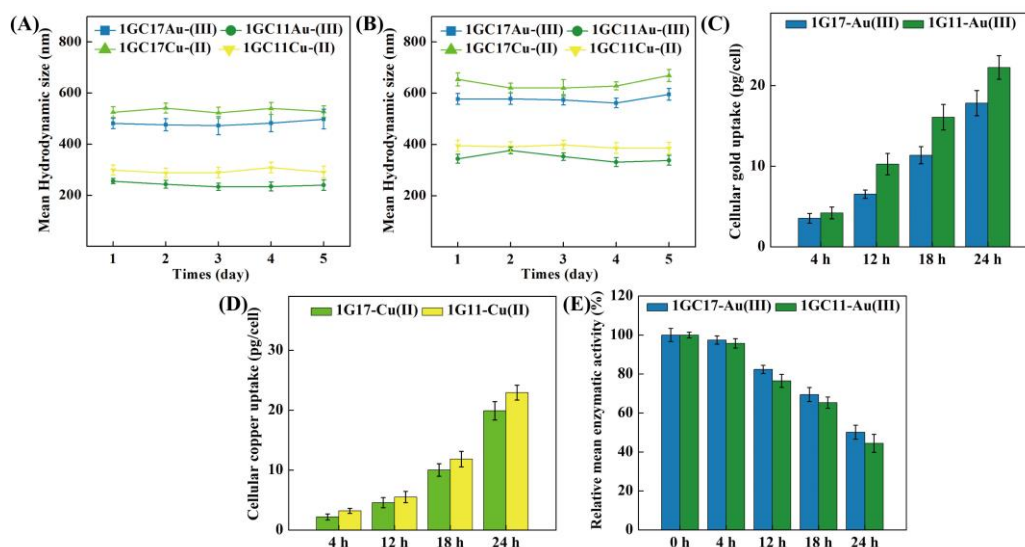 (A)
1GC17Au-(III) 1GC11Au-(III)
1GC17Cu-(II) 1GC11Cu-(II)
Mean Hydrodynamic size (nm)
800
600
400
200
1 2 3 4 5
Times (day)
(B)
1GC17Au-(III) 1GC11Au-(III)
1GC17Cu-(II) 1GC11Cu-(II)
Mean Hydrodynamic size (nm)
800
600
400
200
1 2 3 4 5
Times (day)
(C)
1G17-Au(III) 1G11-Au(III)
Cellular gold uptake (pg/cell)
20
10
0
4 h 12 h 18 h 24 h
(D)
1G17-Cu(II) 1G11-Cu(II)
Cellular copper uptake (pg/cell)
30
20
10
0
4 h 12 h 18 h 24 h
(E)
1GC17-Au(III) 1GC11-Au(III)
Relative mean enzymatic activity (%)
120
100
80
60
40
20
0
0 h 4 h 12 h 18 h 24 h